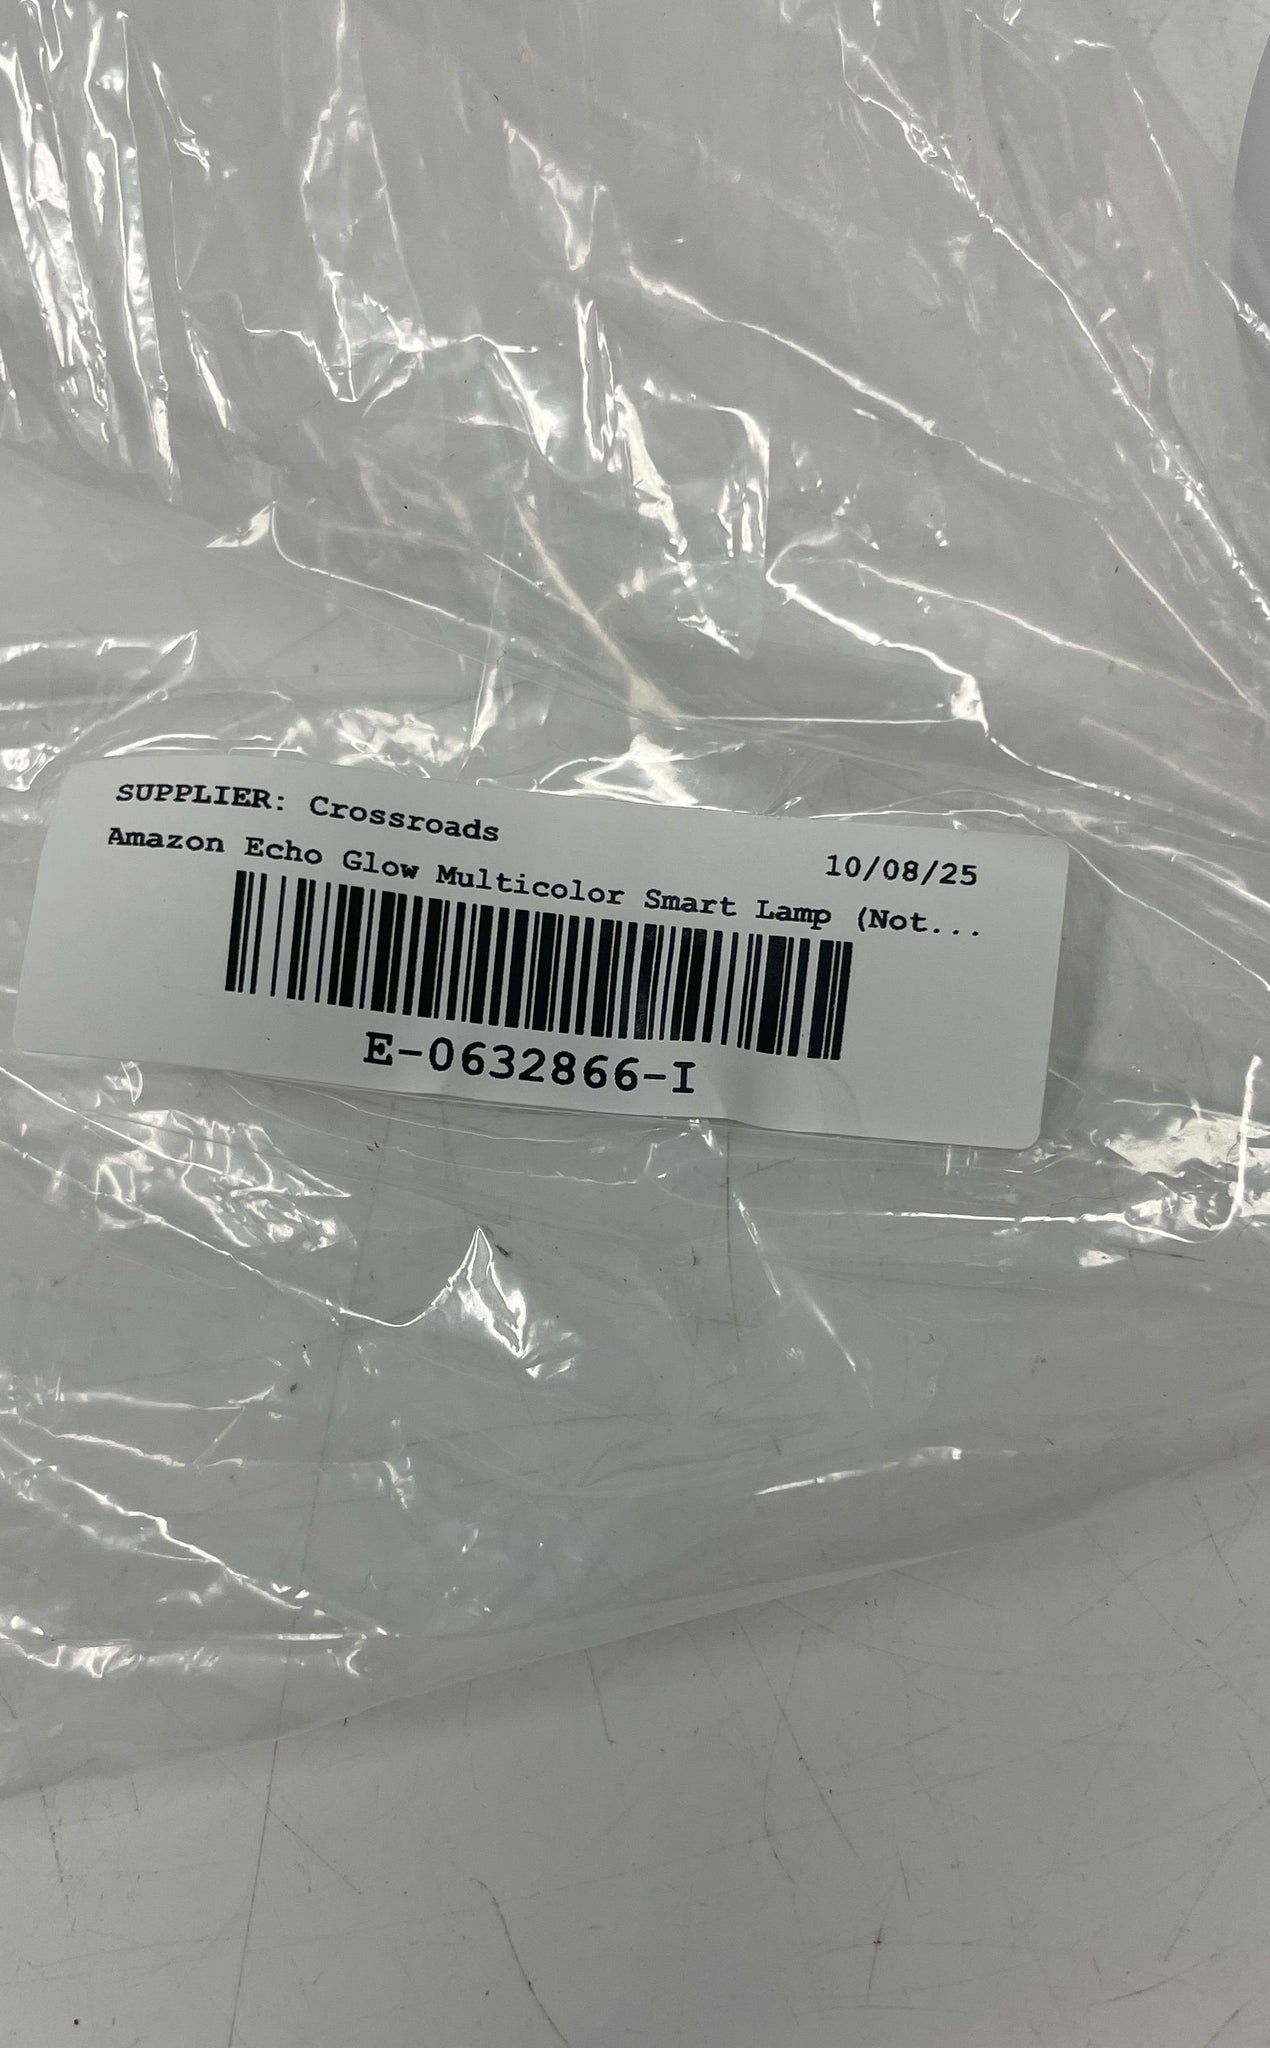 SUPPLIER: Crossroads
10/08/25
Amazon Echo Glow Multicolor Smart Lamp (Not...
E-0632866-I